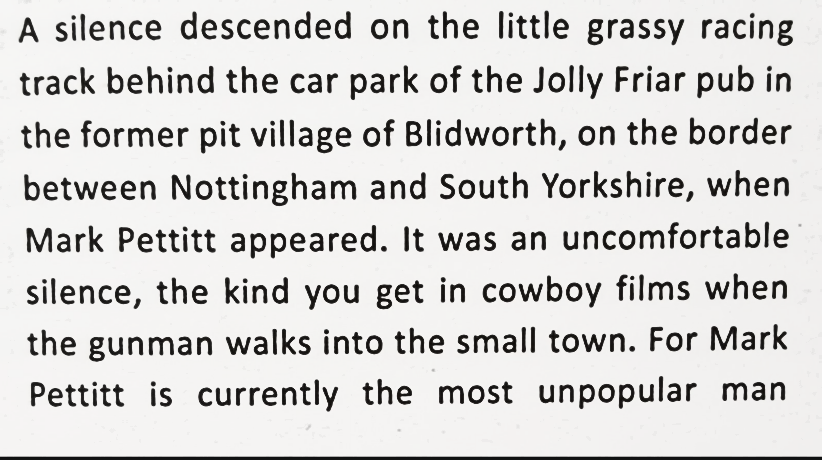 A silence descended on the little grassy racing
track behind the car park of the Jolly Friar pub in
the former pit village of Blidworth, on the border
between Nottingham and South Yorkshire, when
Mark Pettitt appeared. It was an uncomfortable
silence, the kind you get in cowboy films when
the gunman walks into the small town. For Mark
Pettitt is currently the most unpopular man